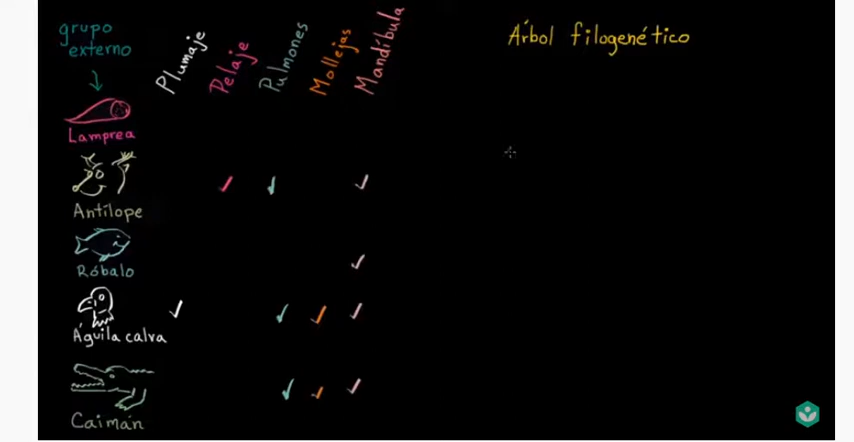 grupo
externo
Plumaje
Pelaje
Pulmones
Mollejas
Mandíbula
Árbol filogenético
Lamprea
Antílope
Róbalo
Águila calva
Caimán